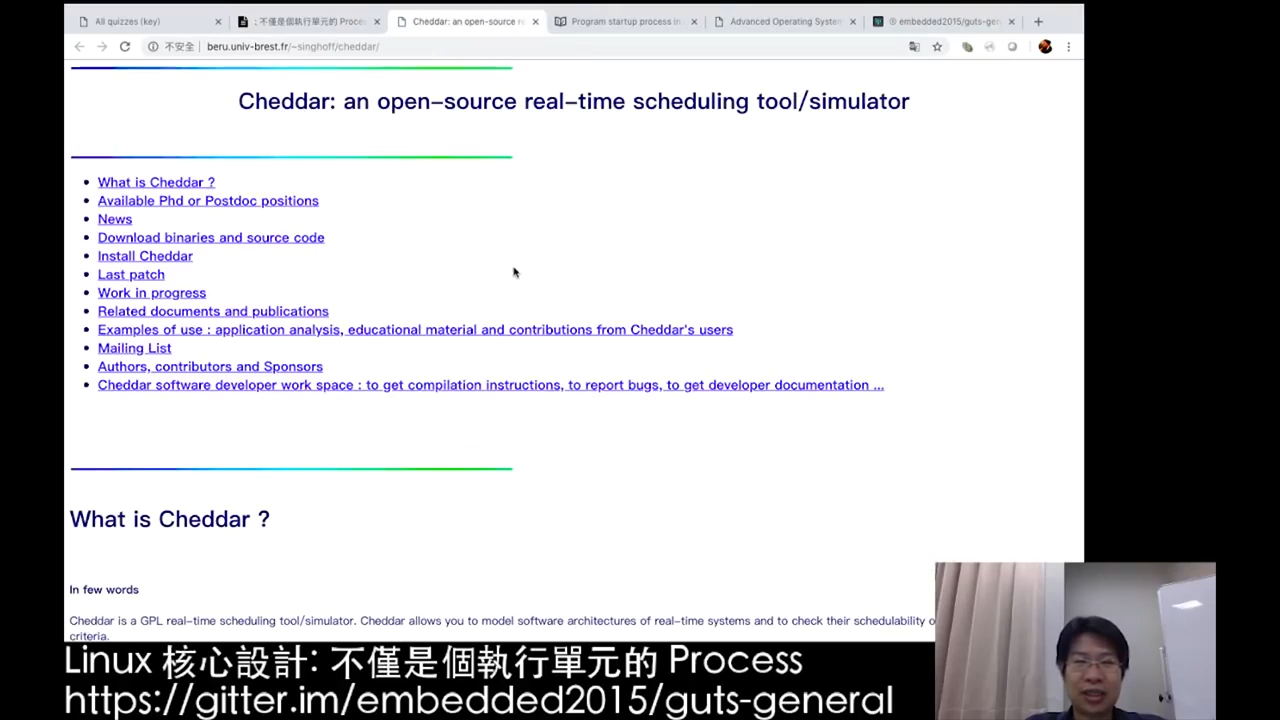 All quizzes (key)
: 不僅是個執行單元的 Proces
Cheddar: an open-source re
Program startup process in
Advanced Operating System
® embedded2015/guts-gen
不安全
beru.univ-brest.fr/~singhoff/cheddar/
Cheddar: an open-source real-time scheduling tool/simulator
What is Cheddar ?
Available Phd or Postdoc positions
News
Download binaries and source code
Install Cheddar
Last patch
Work in progress
Related documents and publications
Examples of use : application analysis, educational material and contributions from Cheddar's users
Mailing List
Authors, contributors and Sponsors
Cheddar software developer work space : to get compilation instructions, to report bugs, to get developer documentation ...
What is Cheddar ?
In few words
Cheddar is a GPL real-time scheduling tool/simulator. Cheddar allows you to model software architectures of real-time systems and to check their schedulability o
criteria.
Linux 核心設計: 不僅是個執行單元的 Process
https://gitter.im/embedded2015/guts-general